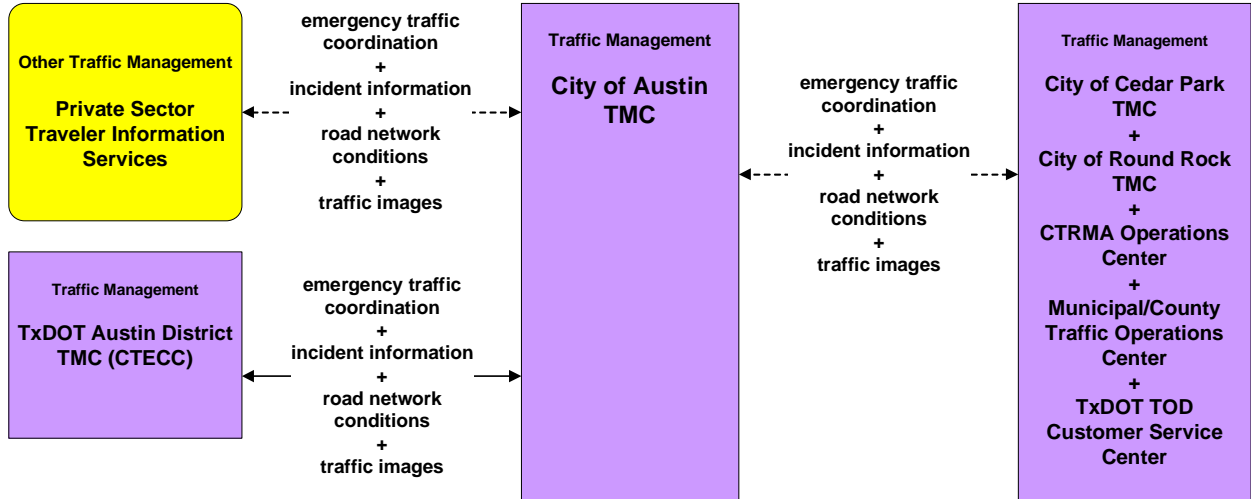 Other Traffic Management
Private Sector
Traveler Information
Services
emergency traffic
coordination
+
incident information
+
road network
conditions
+
traffic images
Traffic Management
TxDOT Austin District
TMC (CTECC)
emergency traffic
coordination
+
incident information
+
road network
conditions
+
traffic images
Traffic Management
City of Austin
TMC
emergency traffic
coordination
+
incident information
+
road network
conditions
+
traffic images
Traffic Management
City of Cedar Park
TMC
+
City of Round Rock
TMC
+
CTRMA Operations
Center
+
Municipal/County
Traffic Operations
Center
+
TxDOT TOD
Customer Service
Center